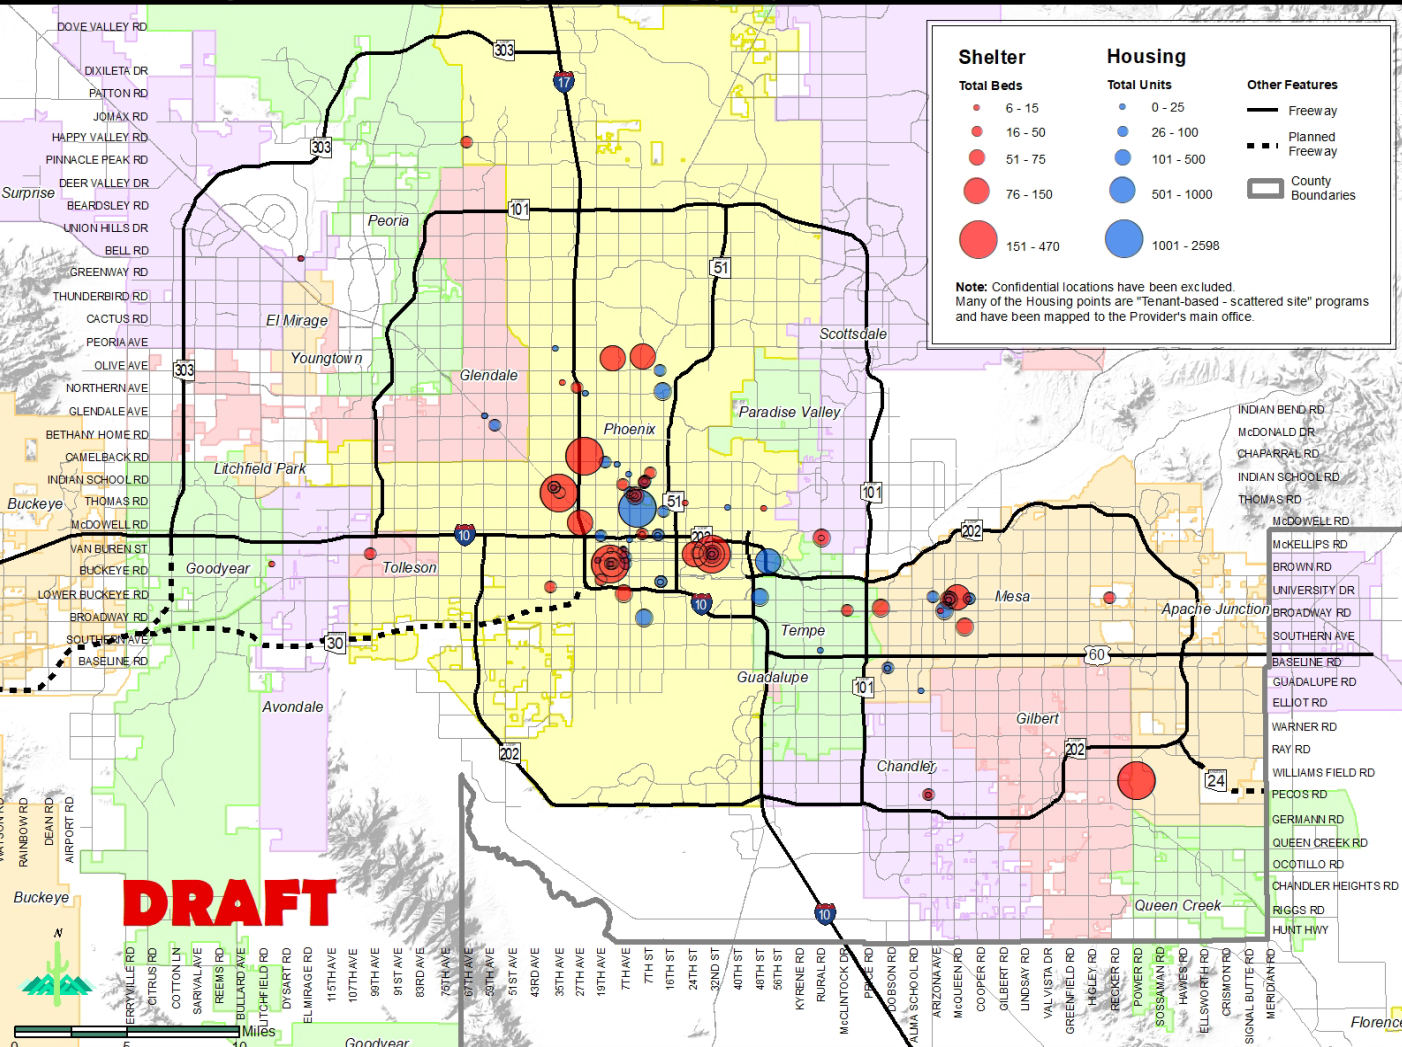 DOVE VALLEY RD
DIXILETA DR
PATTON RD
JOMAX RD
HAPPY VALLEY RD
PINNACLE PEAK RD
DEER VALLEY DR
BEARDSLEY RD
UNION HILLS DR
BELL RD
GREENWAY RD
THUNDERBIRD RD
CACTUS RD
PEORIA AVE
OLIVE AVE
NORTHERN AVE
GLENDALE AVE
BETHANY HOME RD
CAMELBACK RD
INDIAN SCHOOL RD
THOMAS RD
McDOWELL RD
VAN BUREN ST
BUCKEYE RD
LOWER BUCKEYE RD
BROADWAY RD
SOUTHERN AVE
BASELINE RD
Surprise
Peoria
El Mirage
Youngtown
Glendale
Litchfield Park
Buckeye
Goodyear
Tolleson
Avondale
Phoenix
Paradise Valley
Scottsdale
Tempe
Guadalupe
Mesa
Apache Junction
Gilbert
Chandler
Queen Creek
Buckeye
Goodyear
Florence
303
17
303
101
51
303
51
101
10
202
202
10
30
60
101
202
202
24
10
Shelter
Total Beds
6 - 15
16 - 50
51 - 75
76 - 150
151 - 470
Housing
Total Units
0 - 25
26 - 100
101 - 500
501 - 1000
1001 - 2598
Other Features
Freeway
Planned
Freeway
County
Boundaries
Note: Confidential locations have been excluded.
Many of the Housing points are "Tenant-based - scattered site" programs
and have been mapped to the Provider's main office.
INDIAN BEND RD
McDONALD DR
CHAPARRAL RD
INDIAN SCHOOL RD
THOMAS RD
McDOWELL RD
McKELLIPS RD
BROWN RD
UNIVERSITY DR
BROADWAY RD
SOUTHERN AVE
BASELINE RD
GUADALUPE RD
ELLIOT RD
WARNER RD
RAY RD
WILLIAMS FIELD RD
PECOS RD
GERMANN RD
QUEEN CREEK RD
OCOTILLO RD
CHANDLER HEIGHTS RD
RIGGS RD
HUNT HWY
DRAFT
N
0
5
10
Miles
RAINBOW RD
DEAN RD
AIRPORT RD
CITRUS RD
COTTON LN
SARIVAL AVE
REEMS RD
BULLARD AVE
LITCHFIELD RD
DYSART RD
EL MIRAGE RD
115TH AVE
107TH AVE
99TH AVE
91ST AVE
83RD AVE
75TH AVE
67TH AVE
59TH AVE
51ST AVE
43RD AVE
35TH AVE
27TH AVE
19TH AVE
7TH AVE
7TH ST
16TH ST
24TH ST
32ND ST
40TH ST
48TH ST
56TH ST
KYRENE RD
RURAL RD
McCLINTOCK DR
PRICE RD
DOBSON RD
ALMA SCHOOL RD
ARIZONA AVE
McQUEEN RD
COOPER RD
GILBERT RD
LINDSAY RD
VAL VISTA DR
GREENFIELD RD
HIGLEY RD
RECKER RD
POWER RD
SOSSAMAN RD
HAWES RD
ELLSWORTH RD
CRISMON RD
SIGNAL BUTTE RD
MERIDIAN RD